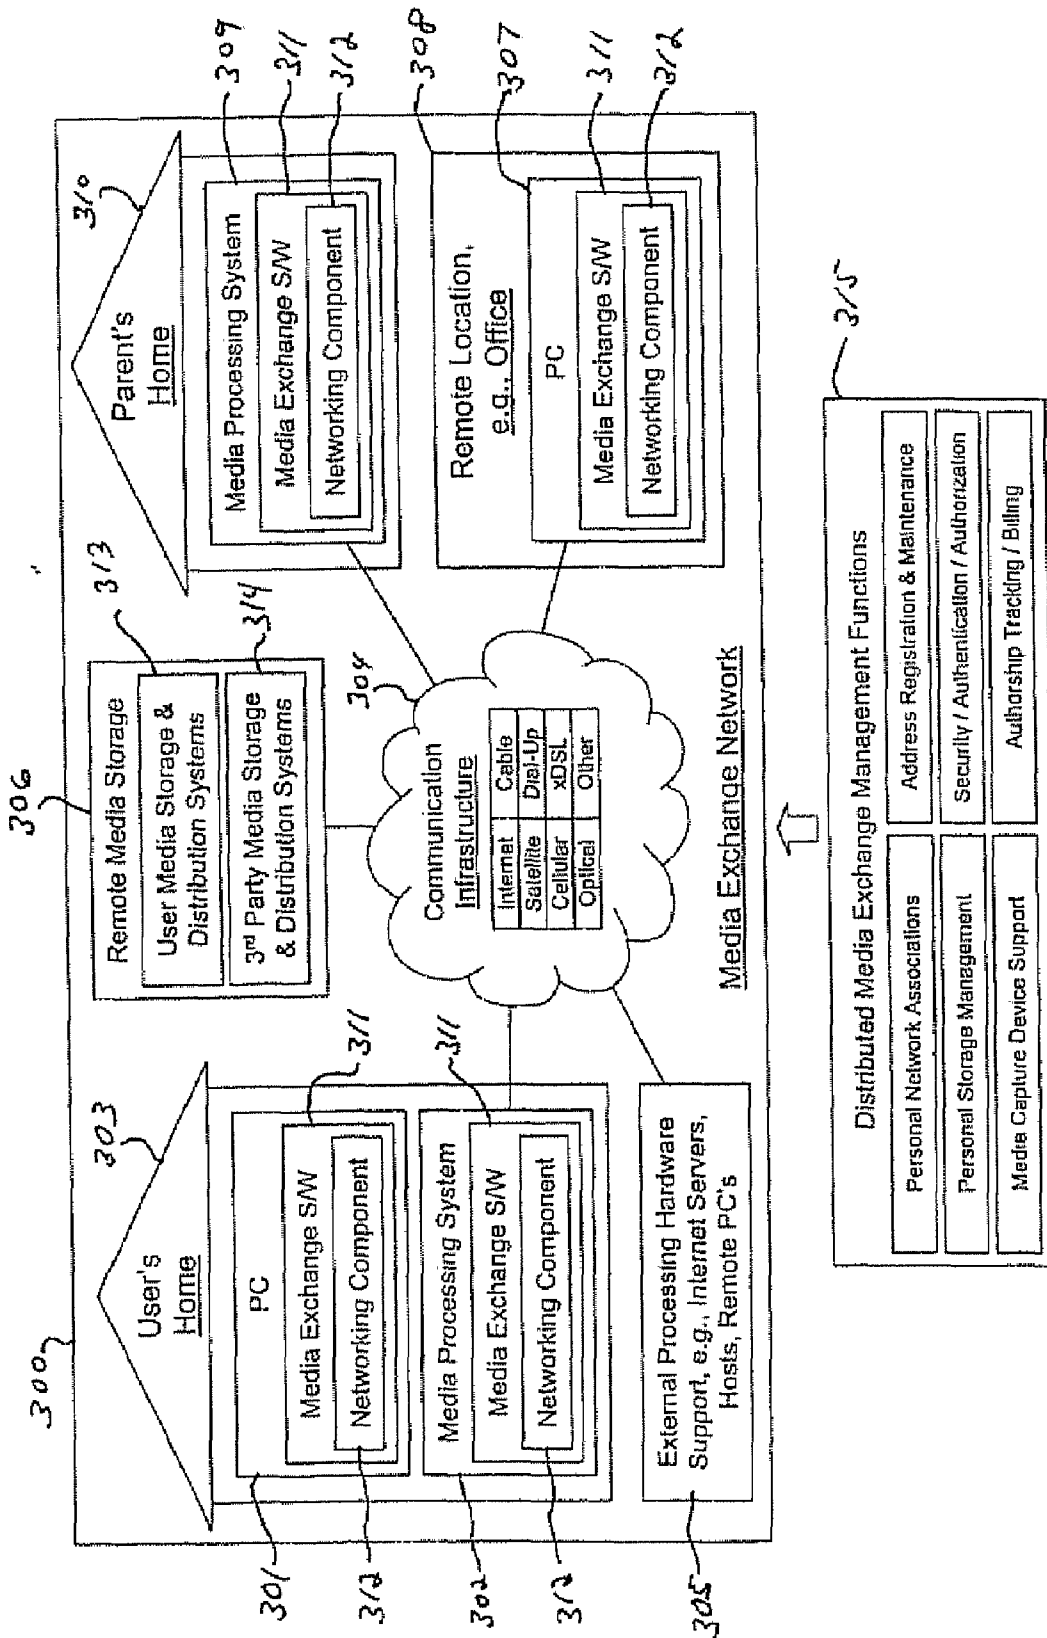 300
303
User's
Home
PC
Media Exchange S/W
Networking Component
311
Media Processing System
Media Exchange S/W
Networking Component
311
301
312
302
312
External Processing Hardware
Support, e.g., Internet Servers,
Hosts, Remote PC's
305
306
Remote Media Storage
User Media Storage &
Distribution Systems
3rd Party Media Storage
& Distribution Systems
313
314
304
Communication
Infrastructure
Internet Cable
Satellite Dial-Up
Cellular xDSL
Optical Other
Media Exchange Network
310
Parent's
Home
Media Processing System
Media Exchange S/W
Networking Component
309
311
312
308
307
Remote Location,
e.g., Office
PC
Media Exchange S/W
Networking Component
311
312
315
Distributed Media Exchange Management Functions
Personal Network Associations
Address Registration & Maintenance
Personal Storage Management
Security / Authentication / Authorization
Media Capture Device Support
Authorship Tracking / Billing